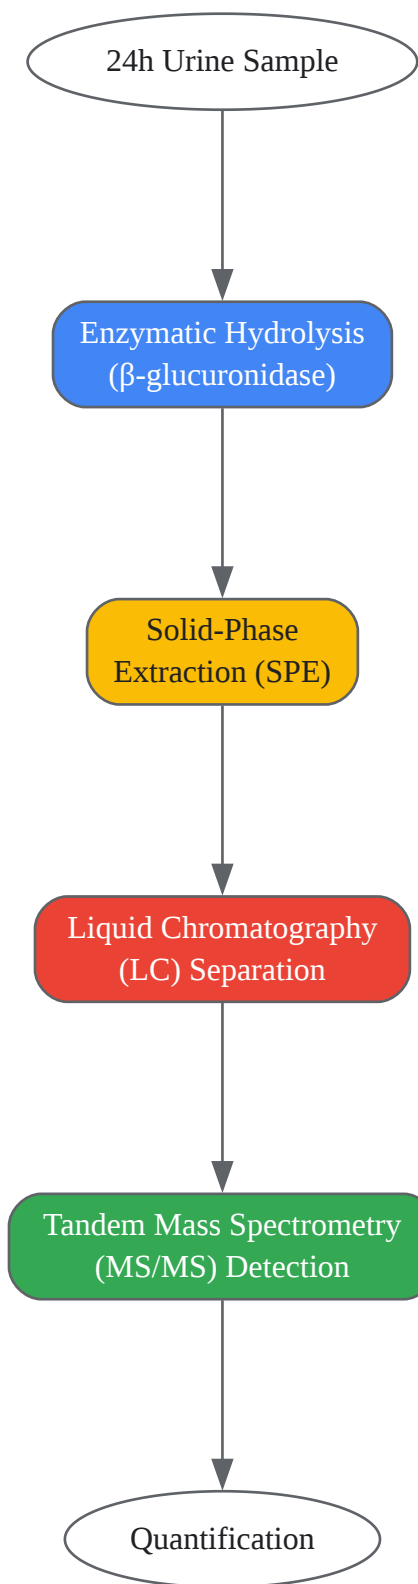 24h Urine Sample
Enzymatic Hydrolysis
(β-glucuronidase)
Solid-Phase
Extraction (SPE)
Liquid Chromatography
(LC) Separation
Tandem Mass Spectrometry
(MS/MS) Detection
Quantification